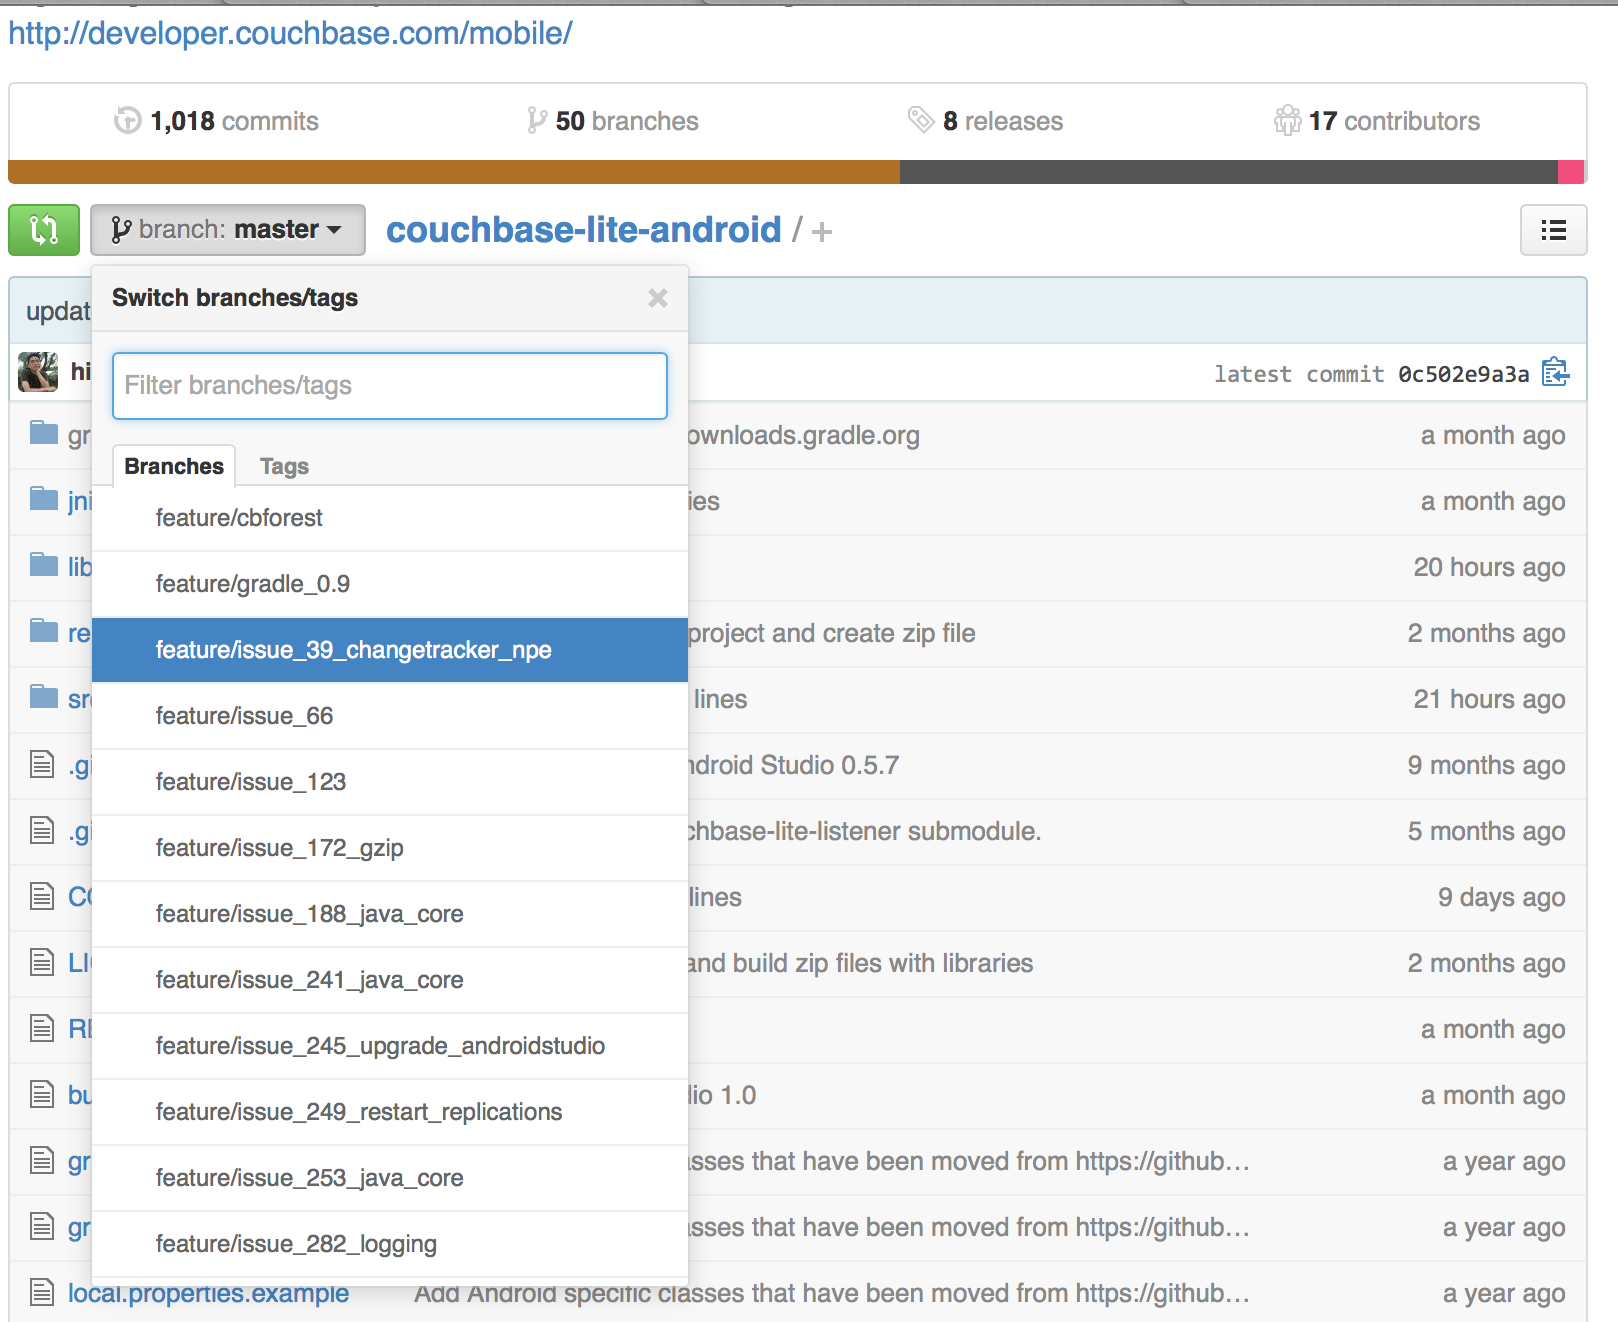 http://developer.couchbase.com/mobile/
1,018 commits
50 branches
8 releases
17 contributors
branch: master
couchbase-lite-android / +
Switch branches/tags
updat
Filter branches/tags
hi
latest commit 0c502e9a3a
Branches
Tags
gr
ownloads.gradle.org
a month ago
feature/cbforest
jni
ies
a month ago
feature/gradle_0.9
lib
20 hours ago
feature/issue_39_changetracker_npe
re
project and create zip file
2 months ago
feature/issue_66
src
lines
21 hours ago
feature/issue_123
.gi
ndroid Studio 0.5.7
9 months ago
feature/issue_172_gzip
.gi
chbase-lite-listener submodule.
5 months ago
feature/issue_188_java_core
CO
lines
9 days ago
feature/issue_241_java_core
LI
and build zip files with libraries
2 months ago
feature/issue_245_upgrade_androidstudio
RE
a month ago
feature/issue_249_restart_replications
bu
dio 1.0
a month ago
feature/issue_253_java_core
gr
asses that have been moved from https://github…
a year ago
feature/issue_282_logging
gr
asses that have been moved from https://github…
a year ago
local.properties.example
Add Android specific classes that have been moved from https://github…
a year ago